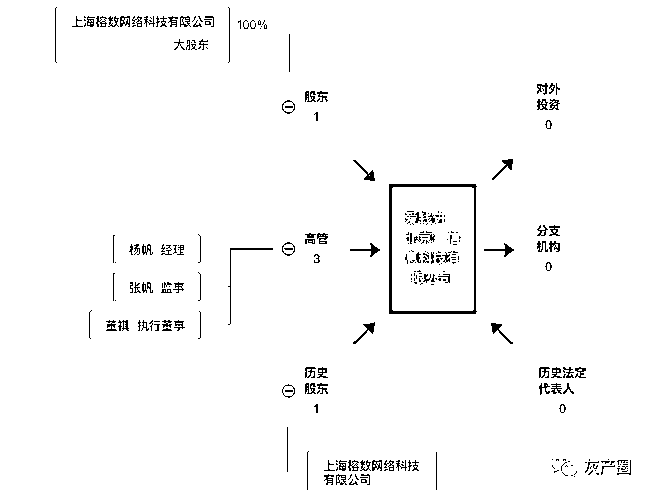 上海榕数网络科技有限公司
100%
大股东
股东
1
对外
投资
0
杨帆 经理
张帆 监事
董祺 执行董事
高管
3
分支
机构
0
历史
股东
1
历史法定
代表人
0
上海榕数网络科技
有限公司
灰产圈